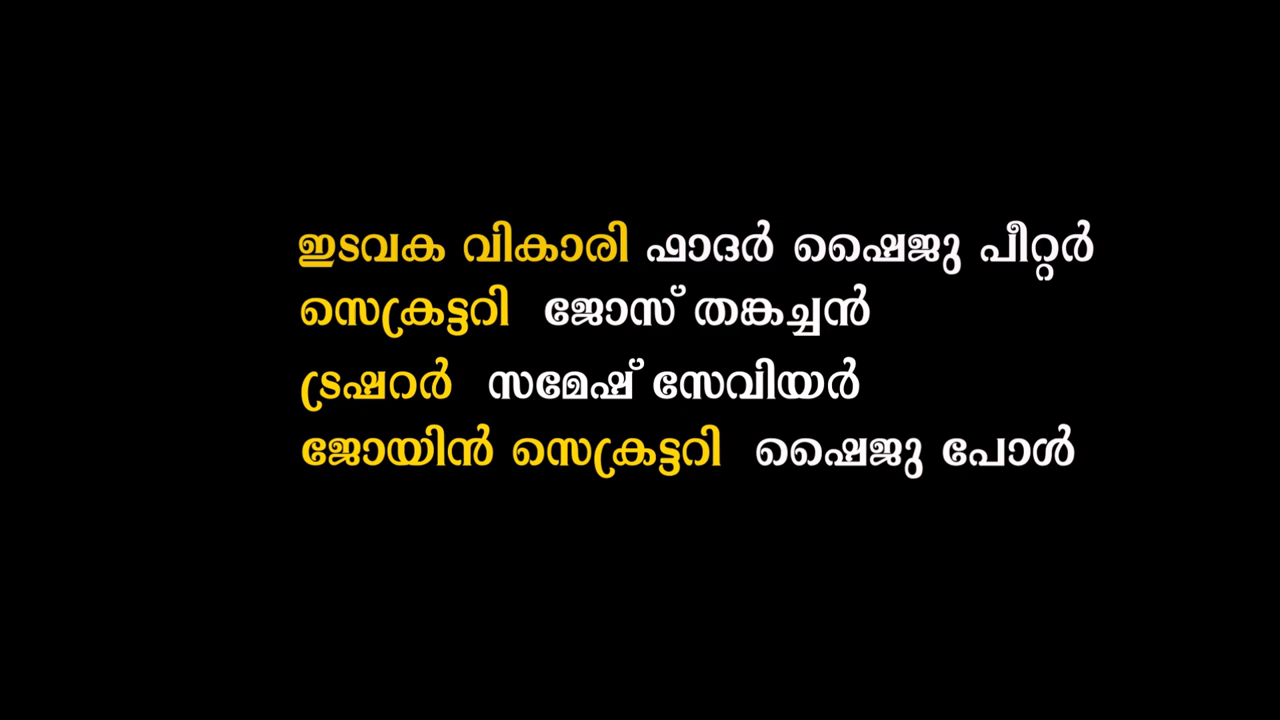 ഇടവക വികാരി ഫാദർ ഷൈജു പീറ്റർ
സെക്രട്ടറി ജോസ് തങ്കച്ചൻ
ട്രഷറർ സമേഷ് സേവിയർ
ജോയിൻ സെക്രട്ടറി ഷൈജു പോൾ